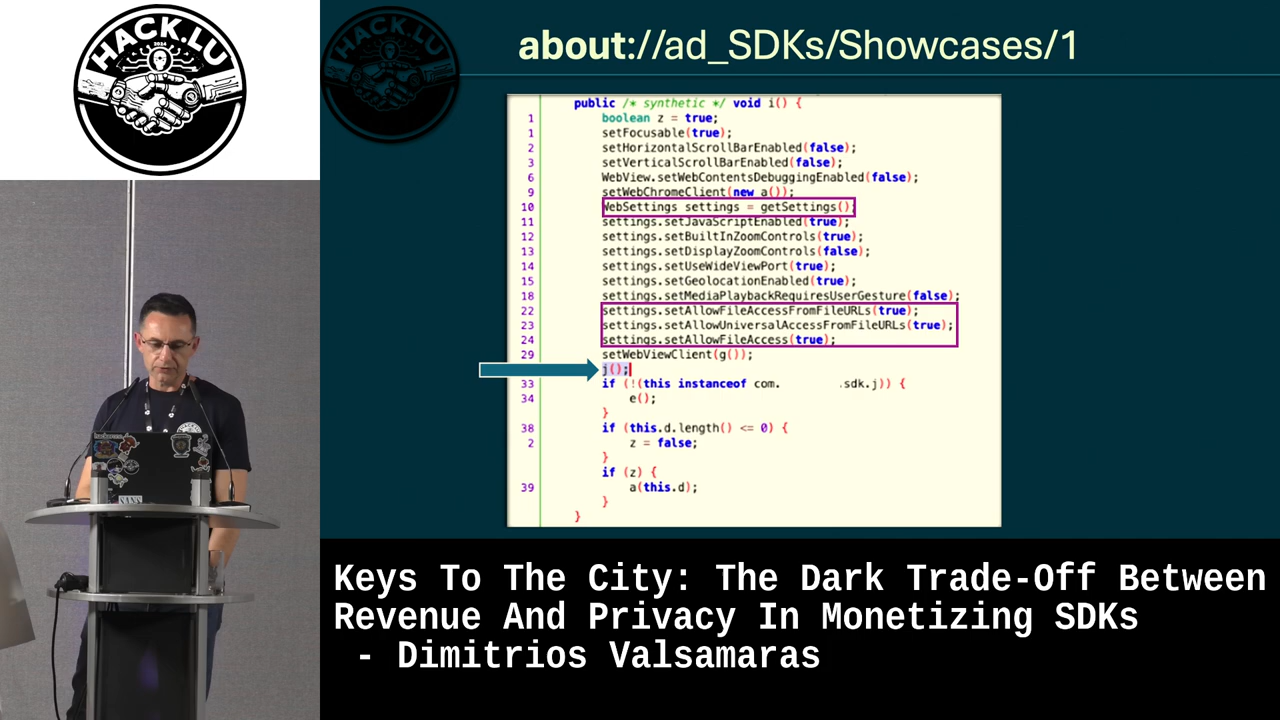 HACK.LU
2024
HACK.LU
about://ad_SDKs/Showcases/1
public /* synthetic */ void i() {
1 boolean z = true;
1 setFocusable(true);
2 setHorizontalScrollBarEnabled(false);
3 setVerticalScrollBarEnabled(false);
6 WebView.setWebContentsDebuggingEnabled(false);
9 setWebChromeClient(new a());
10 WebSettings settings = getSettings();
11 settings.setJavaScriptEnabled(true);
12 settings.setBuiltInZoomControls(true);
13 settings.setDisplayZoomControls(false);
14 settings.setUseWideViewPort(true);
15 settings.setGeolocationEnabled(true);
18 settings.setMediaPlaybackRequiresUserGesture(false);
22 settings.setAllowFileAccessFromFileURLs(true);
23 settings.setAllowUniversalAccessFromFileURLs(true);
24 settings.setAllowFileAccess(true);
29 setWebViewClient(g());
j();
33 if (!(this instanceof com. .sdk.j)) {
34 e();
}
38 if (this.d.length() <= 0) {
2 z = false;
}
if (z) {
39 a(this.d);
}
}
SANS
Keys To The City: The Dark Trade-Off Between
Revenue And Privacy In Monetizing SDKs
- Dimitrios Valsamaras